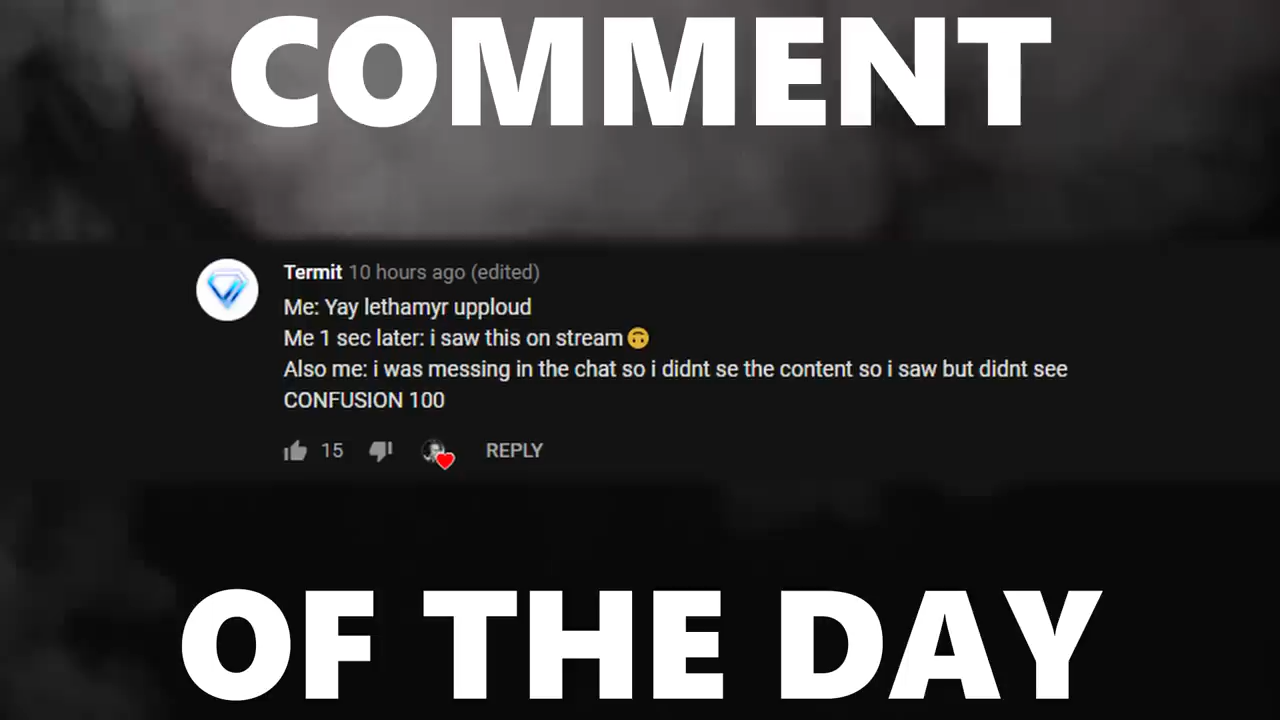 COMMENT
Termit 10 hours ago (edited)
Me: Yay lethamyr upploud
Me 1 sec later: i saw this on stream🙃
Also me: i was messing in the chat so i didnt se the content so i saw but didnt see
CONFUSION 100
15 REPLY
OF THE DAY